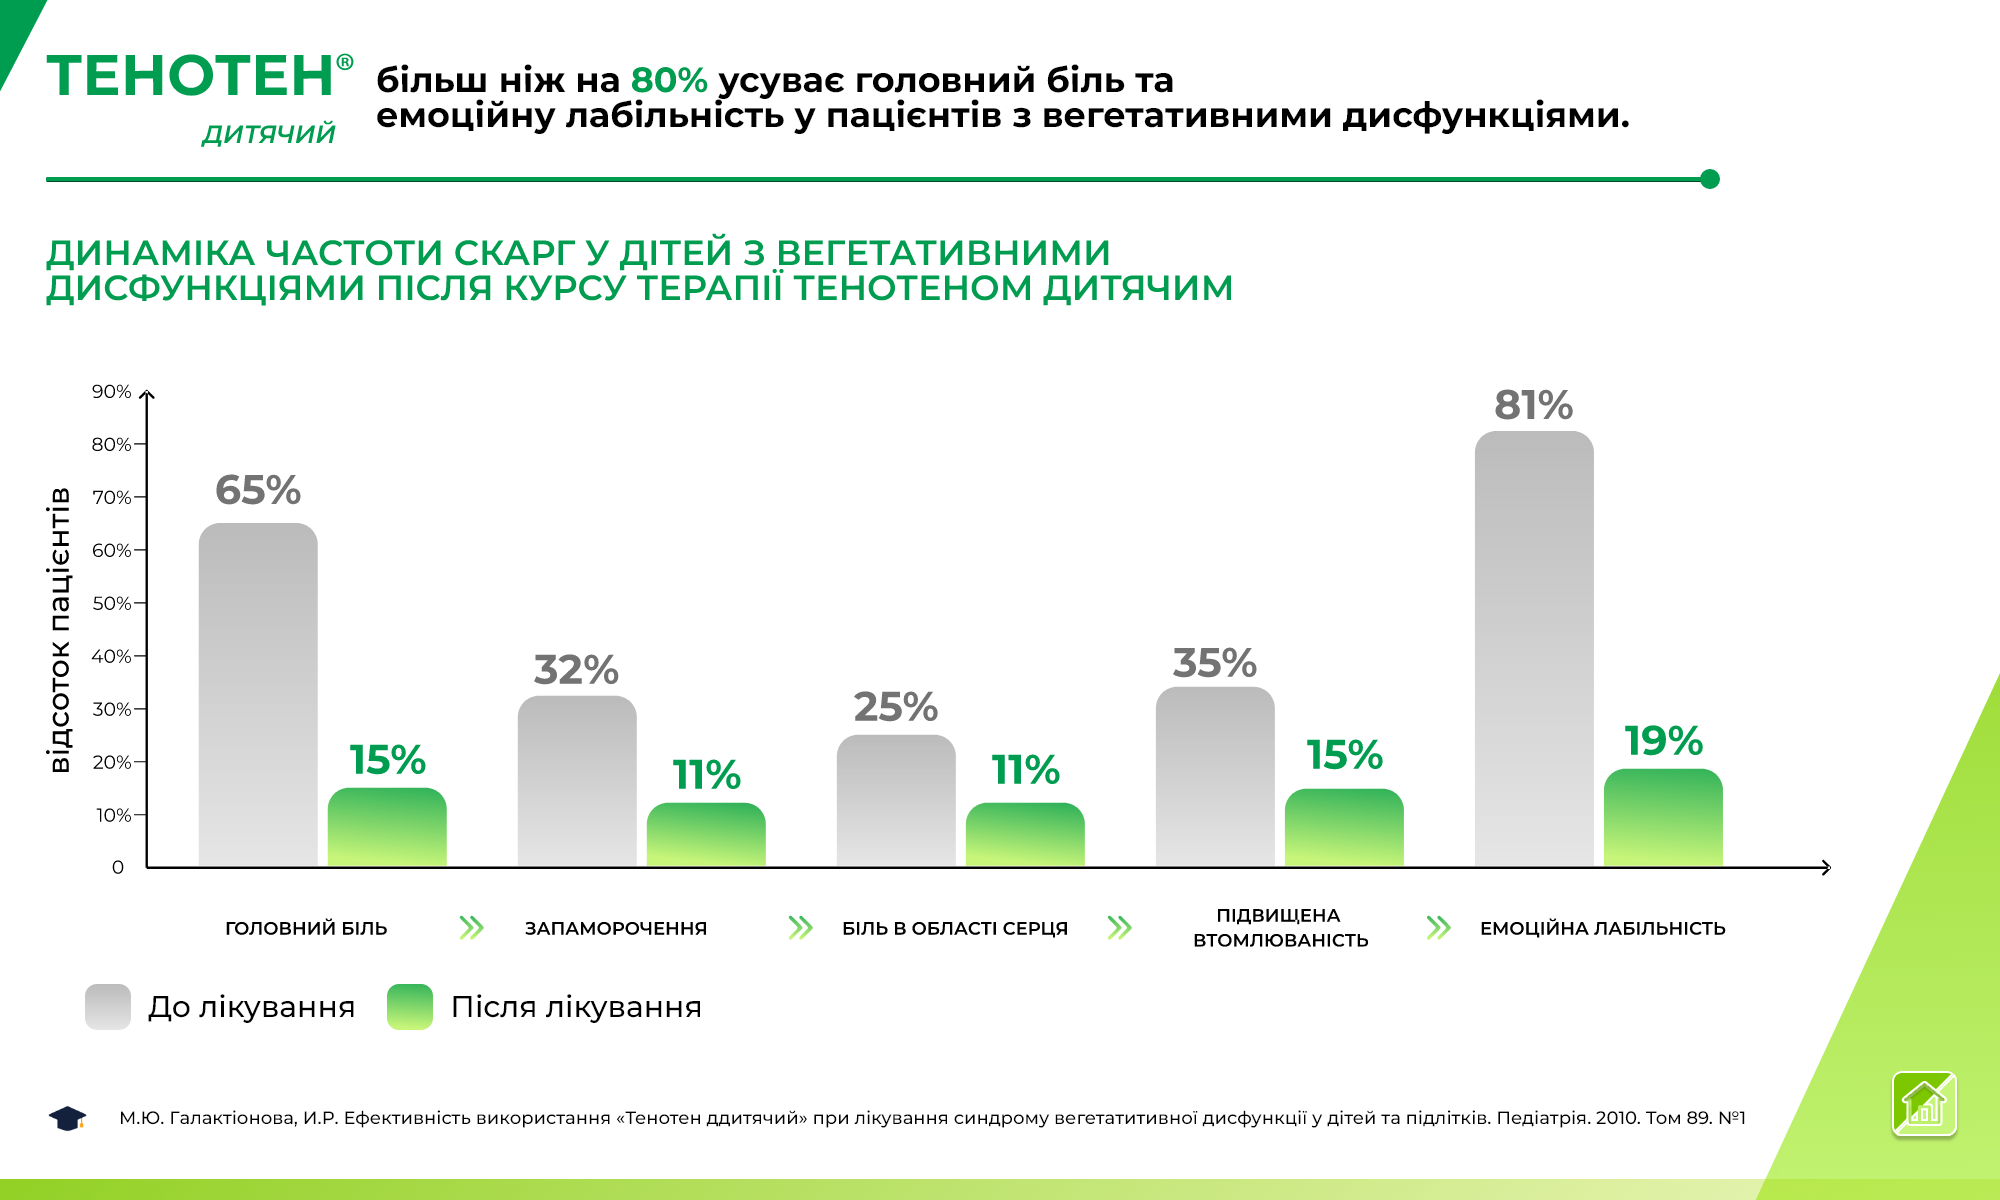 ТЕНОТЕН®
ДИТЯЧИЙ
більш ніж на 80% усуває головний біль та
емоційну лабільність у пацієнтів з вегетативними дисфункціями.
ДИНАМІКА ЧАСТОТИ СКАРГ У ДІТЕЙ З ВЕГЕТАТИВНИМИ
ДИСФУНКЦІЯМИ ПІСЛЯ КУРСУ ТЕРАПІЇ ТЕНОТЕНОМ ДИТЯЧИМ
відсоток пацієнтів
90%
80%
70%
60%
50%
40%
30%
20%
10%
0
65%
15%
32%
11%
25%
11%
35%
15%
81%
19%
ГОЛОВНИЙ БІЛЬ
ЗАПАМОРОЧЕННЯ
БІЛЬ В ОБЛАСТІ СЕРЦЯ
ПІДВИЩЕНА
ВТОМЛЮВАНІСТЬ
ЕМОЦІЙНА ЛАБІЛЬНІСТЬ
До лікування
Після лікування
М.Ю. Галактіонова, И.Р. Ефективність використання «Тенотен ддитячий» при лікування синдрому вегетатитивної дисфункції у дітей та підлітків. Педіатрія. 2010. Том 89. №1